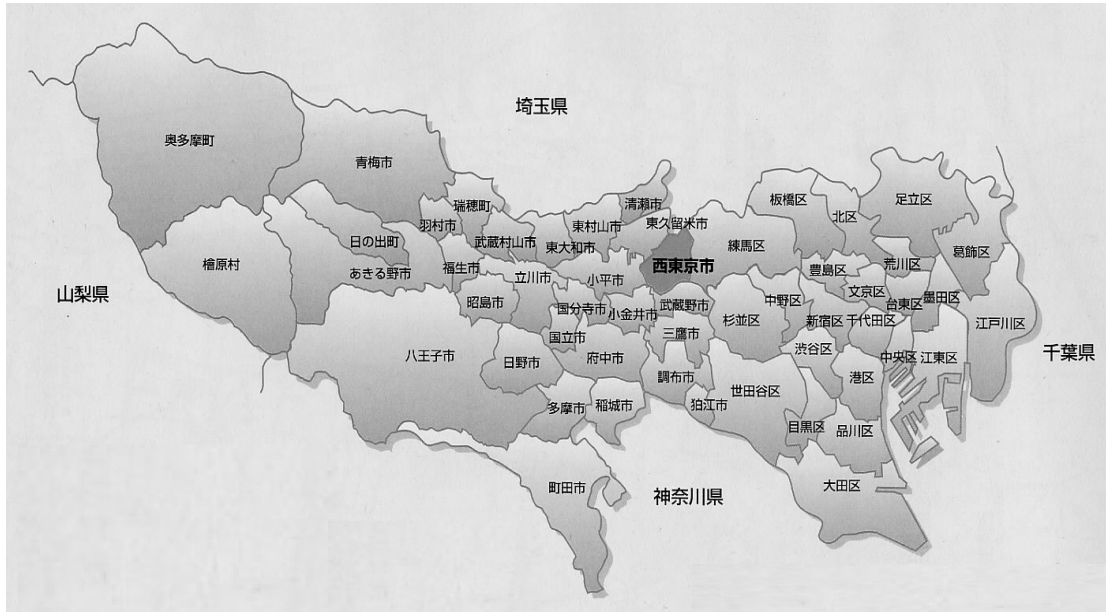 埼玉県
奥多摩町
青梅市
清瀬市
板橋区
足立区
瑞穂町
北区
羽村市
東村山市
東久留米市
日の出町
武蔵村山市
東大和市
練馬区
葛飾区
檜原村
あきる野市
福生市
立川市
小平市
西東京市
豊島区
荒川区
山梨県
昭島市
国分寺市
小金井市
武蔵野市
中野区
文京区
台東区
墨田区
国立市
三鷹市
杉並区
新宿区
千代田区
江戸川区
八王子市
日野市
府中市
渋谷区
中央区
江東区
千葉県
調布市
世田谷区
港区
多摩市
稲城市
狛江市
目黒区
品川区
町田市
神奈川県
大田区